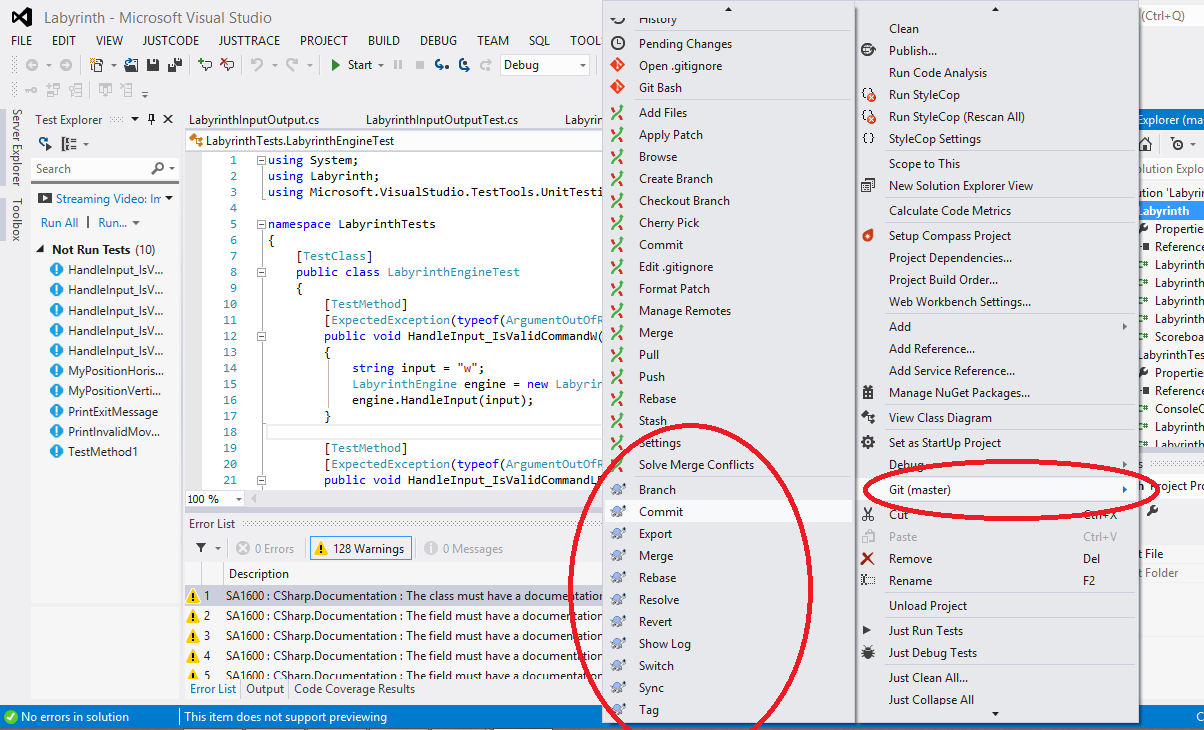 Labyrinth - Microsoft Visual Studio
(Ctrl+Q)
FILE EDIT VIEW JUSTCODE JUSTTRACE PROJECT BUILD DEBUG TEAM SQL TOOL
Start Debug
Server Explorer
Toolbox
Test Explorer
Search
Streaming Video: Ir
Run All | Run...
Not Run Tests (10)
HandleInput_IsV...
HandleInput_IsV...
HandleInput_IsV...
HandleInput_IsV...
HandleInput_IsV...
MyPositionHoris...
MyPositionVerti...
PrintExitMessage
PrintInvalidMov...
TestMethod1
LabyrinthInputOutput.cs LabyrinthInputOutputTest.cs Labyrin
LabyrinthTests.LabyrinthEngineTest
1 using System;
2 using Labyrinth;
3 using Microsoft.VisualStudio.TestTools.UnitTesti
4
5 namespace LabyrinthTests
6 {
7 [TestClass]
8 public class LabyrinthEngineTest
9 {
10 [TestMethod]
11 [ExpectedException(typeof(ArgumentOutOfR
12 public void HandleInput_IsValidCommandW(
13 {
14 string input = "w";
15 LabyrinthEngine engine = new Labyrin
16 engine.HandleInput(input);
17 }
18
19 [TestMethod]
20 [ExpectedException(typeof(ArgumentOutOfR
21 public void HandleInput_IsValidCommandLE
100 %
Error List
0 Errors 128 Warnings 0 Messages
Description
1 SA1600 : CSharp.Documentation : The class must have a documentation
2 SA1600 : CSharp.Documentation : The field must have a documentation
3 SA1600 : CSharp.Documentation : The field must have a documentation
4 SA1600 : CSharp.Documentation : The field must have a documentation
5 SA1600 : CSharp.Documentation : The field must have a documentation
Error List Output Code Coverage Results
No errors in solution
This item does not support previewing
History
Pending Changes
Open .gitignore
Git Bash
Add Files
Apply Patch
Browse
Create Branch
Checkout Branch
Cherry Pick
Commit
Edit .gitignore
Format Patch
Manage Remotes
Merge
Pull
Push
Rebase
Stash
Settings
Solve Merge Conflicts
Branch
Commit
Export
Merge
Rebase
Resolve
Revert
Show Log
Switch
Sync
Tag
Clean
Publish...
Run Code Analysis
Run StyleCop
Run StyleCop (Rescan All)
StyleCop Settings
Scope to This
New Solution Explorer View
Calculate Code Metrics
Setup Compass Project
Project Dependencies...
Project Build Order...
Web Workbench Settings...
Add
Add Reference...
Add Service Reference...
Manage NuGet Packages...
View Class Diagram
Set as StartUp Project
Debug
Git (master)
Cut Ctrl+X
Paste Ctrl+V
Remove Del
Rename F2
Unload Project
Just Run Tests
Just Debug Tests
Just Clean All...
Just Collapse All
Explorer (ma
olution Explo
ution 'Labyrin
Labyrinth
Propertie
Referenc
Labyrinth
Labyrinth
Labyrinth
Labyrinth
Scoreboa
LabyrinthTes
Propertie
Referenc
ConsoleC
Labyrinth
Labyrinth
Project Pro
t File
t Folder